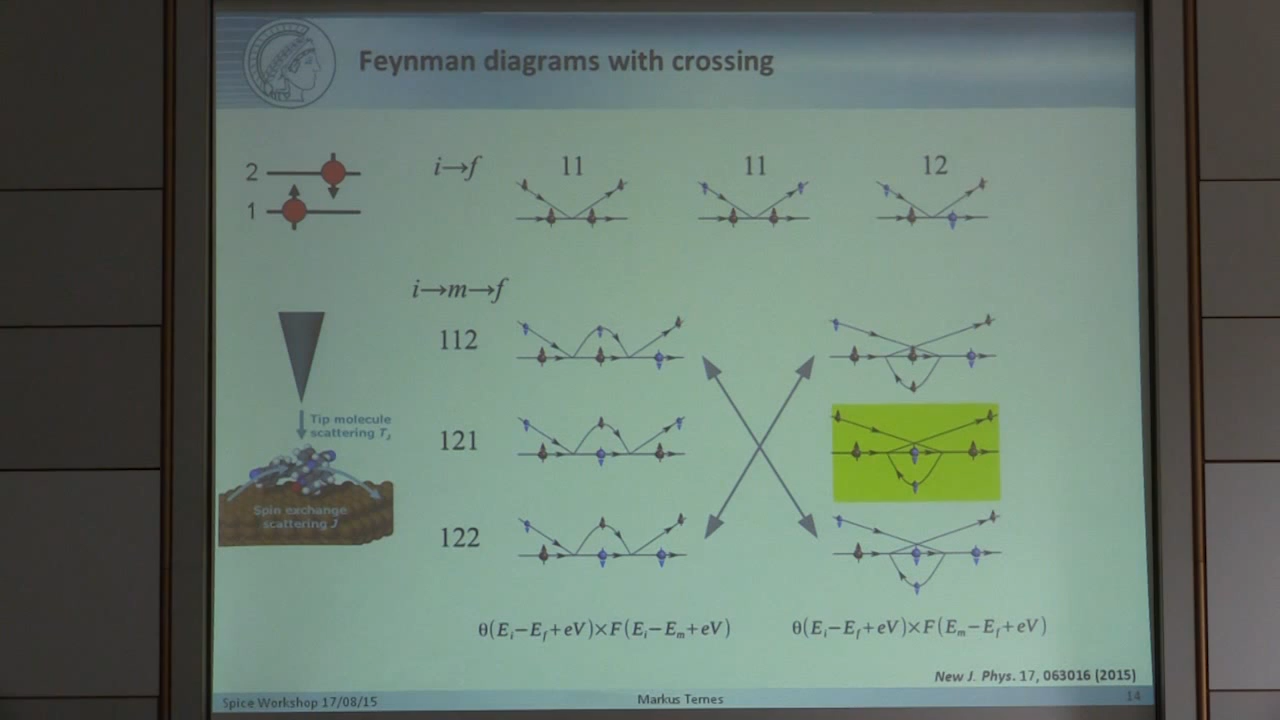 Feynman diagrams with crossing
2
1
i→f 11 11 12
i→m→f
112
121
122
Tip molecule
scattering T_J
Spin exchange
scattering J
θ(E_i−E_f+eV)×F(E_i−E_m+eV)
θ(E_i−E_f+eV)×F(E_m−E_f+eV)
New J. Phys. 17, 063016 (2015)
Spice Workshop 17/08/15
Markus Ternes
14